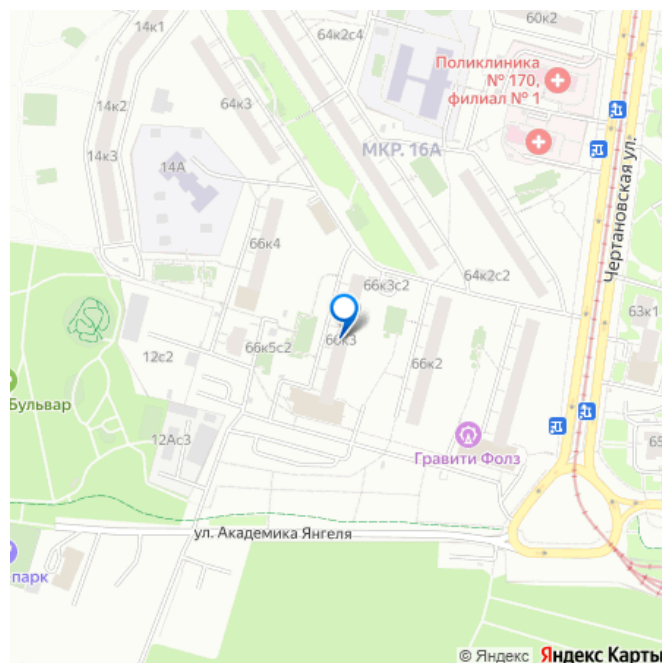 14к1
64к2с4
60к2
Поликлиника
№ 170,
филиал № 1
14к2
64к3
14к3
МКР. 16А
14А
Чертановская ул.
66к4
64к2с2
66к3с2
63к1
66к3
66к5с2
12с2
66к2
Бульвар
12Ас3
Гравити Фолз
65
ул. Академика Янгеля
парк
© Яндекс Яндекс Карты